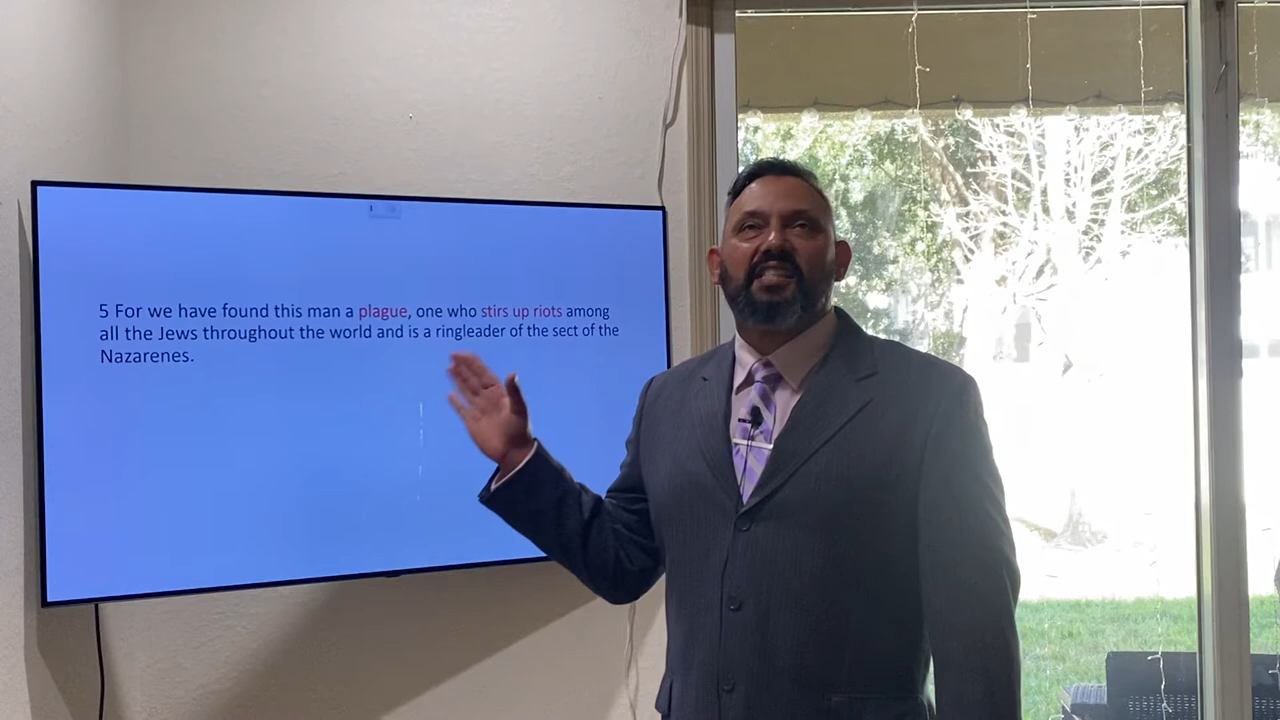 5 For we have found this man a plague, one who stirs up riots among
all the Jews throughout the world and is a ringleader of the sect of the
Nazarenes.